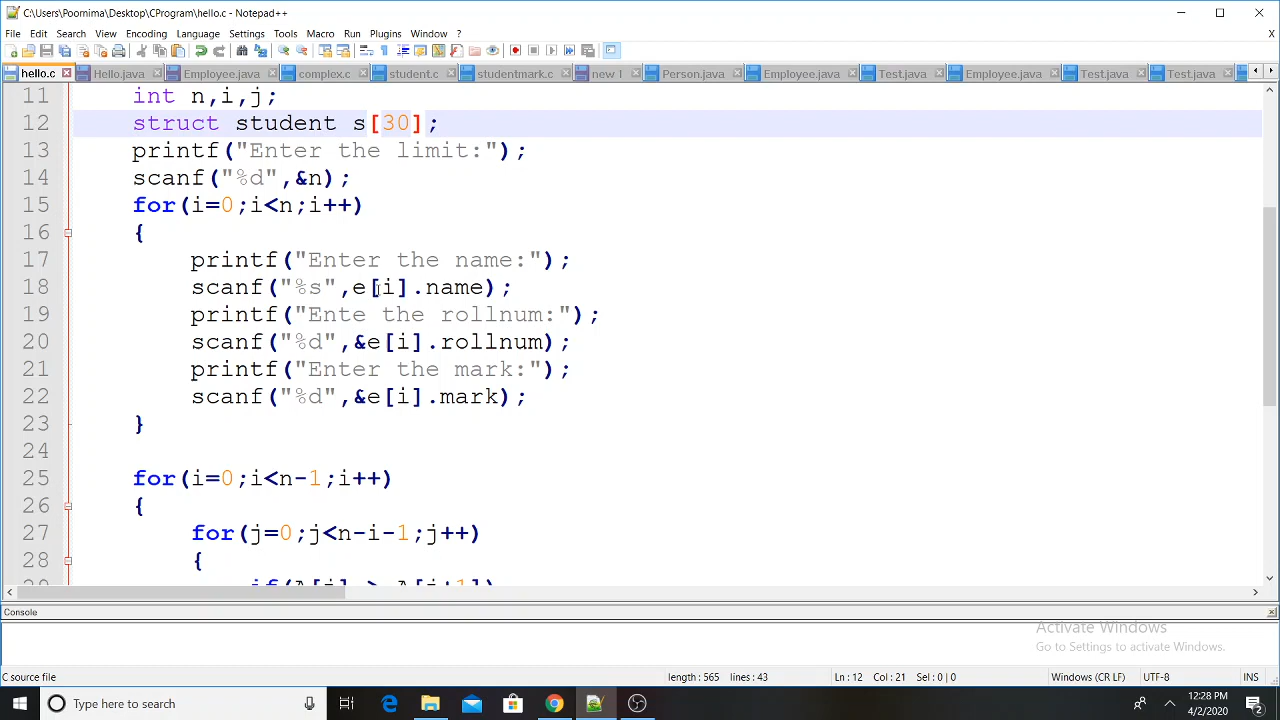 C:\Users\Poornima\Desktop\CProgram\hello.c - Notepad++
File Edit Search View Encoding Language Settings Tools Macro Run Plugins Window ? X
hello.c Hello.java Employee.java complex.c student.c studentmark.c new 1 Person.java Employee.java Test.java Employee.java Test.java Test.java
11 int n,i,j;
12 struct student s[30];
13 printf("Enter the limit:");
14 scanf("%d",&n);
15 for(i=0;i<n;i++)
16 {
17 printf("Enter the name:");
18 scanf("%s",e[i].name);
19 printf("Ente the rollnum:");
20 scanf("%d",&e[i].rollnum);
21 printf("Enter the mark:");
22 scanf("%d",&e[i].mark);
23 }
24
25 for(i=0;i<n-1;i++)
26 {
27 for(j=0;j<n-i-1;j++)
28 {
Console
Activate Windows
Go to Settings to activate Windows.
C source file length : 565 lines : 43 Ln : 12 Col : 21 Sel : 0 | 0 Windows (CR LF) UTF-8 INS
Type here to search
12:28 PM
4/2/2020
2